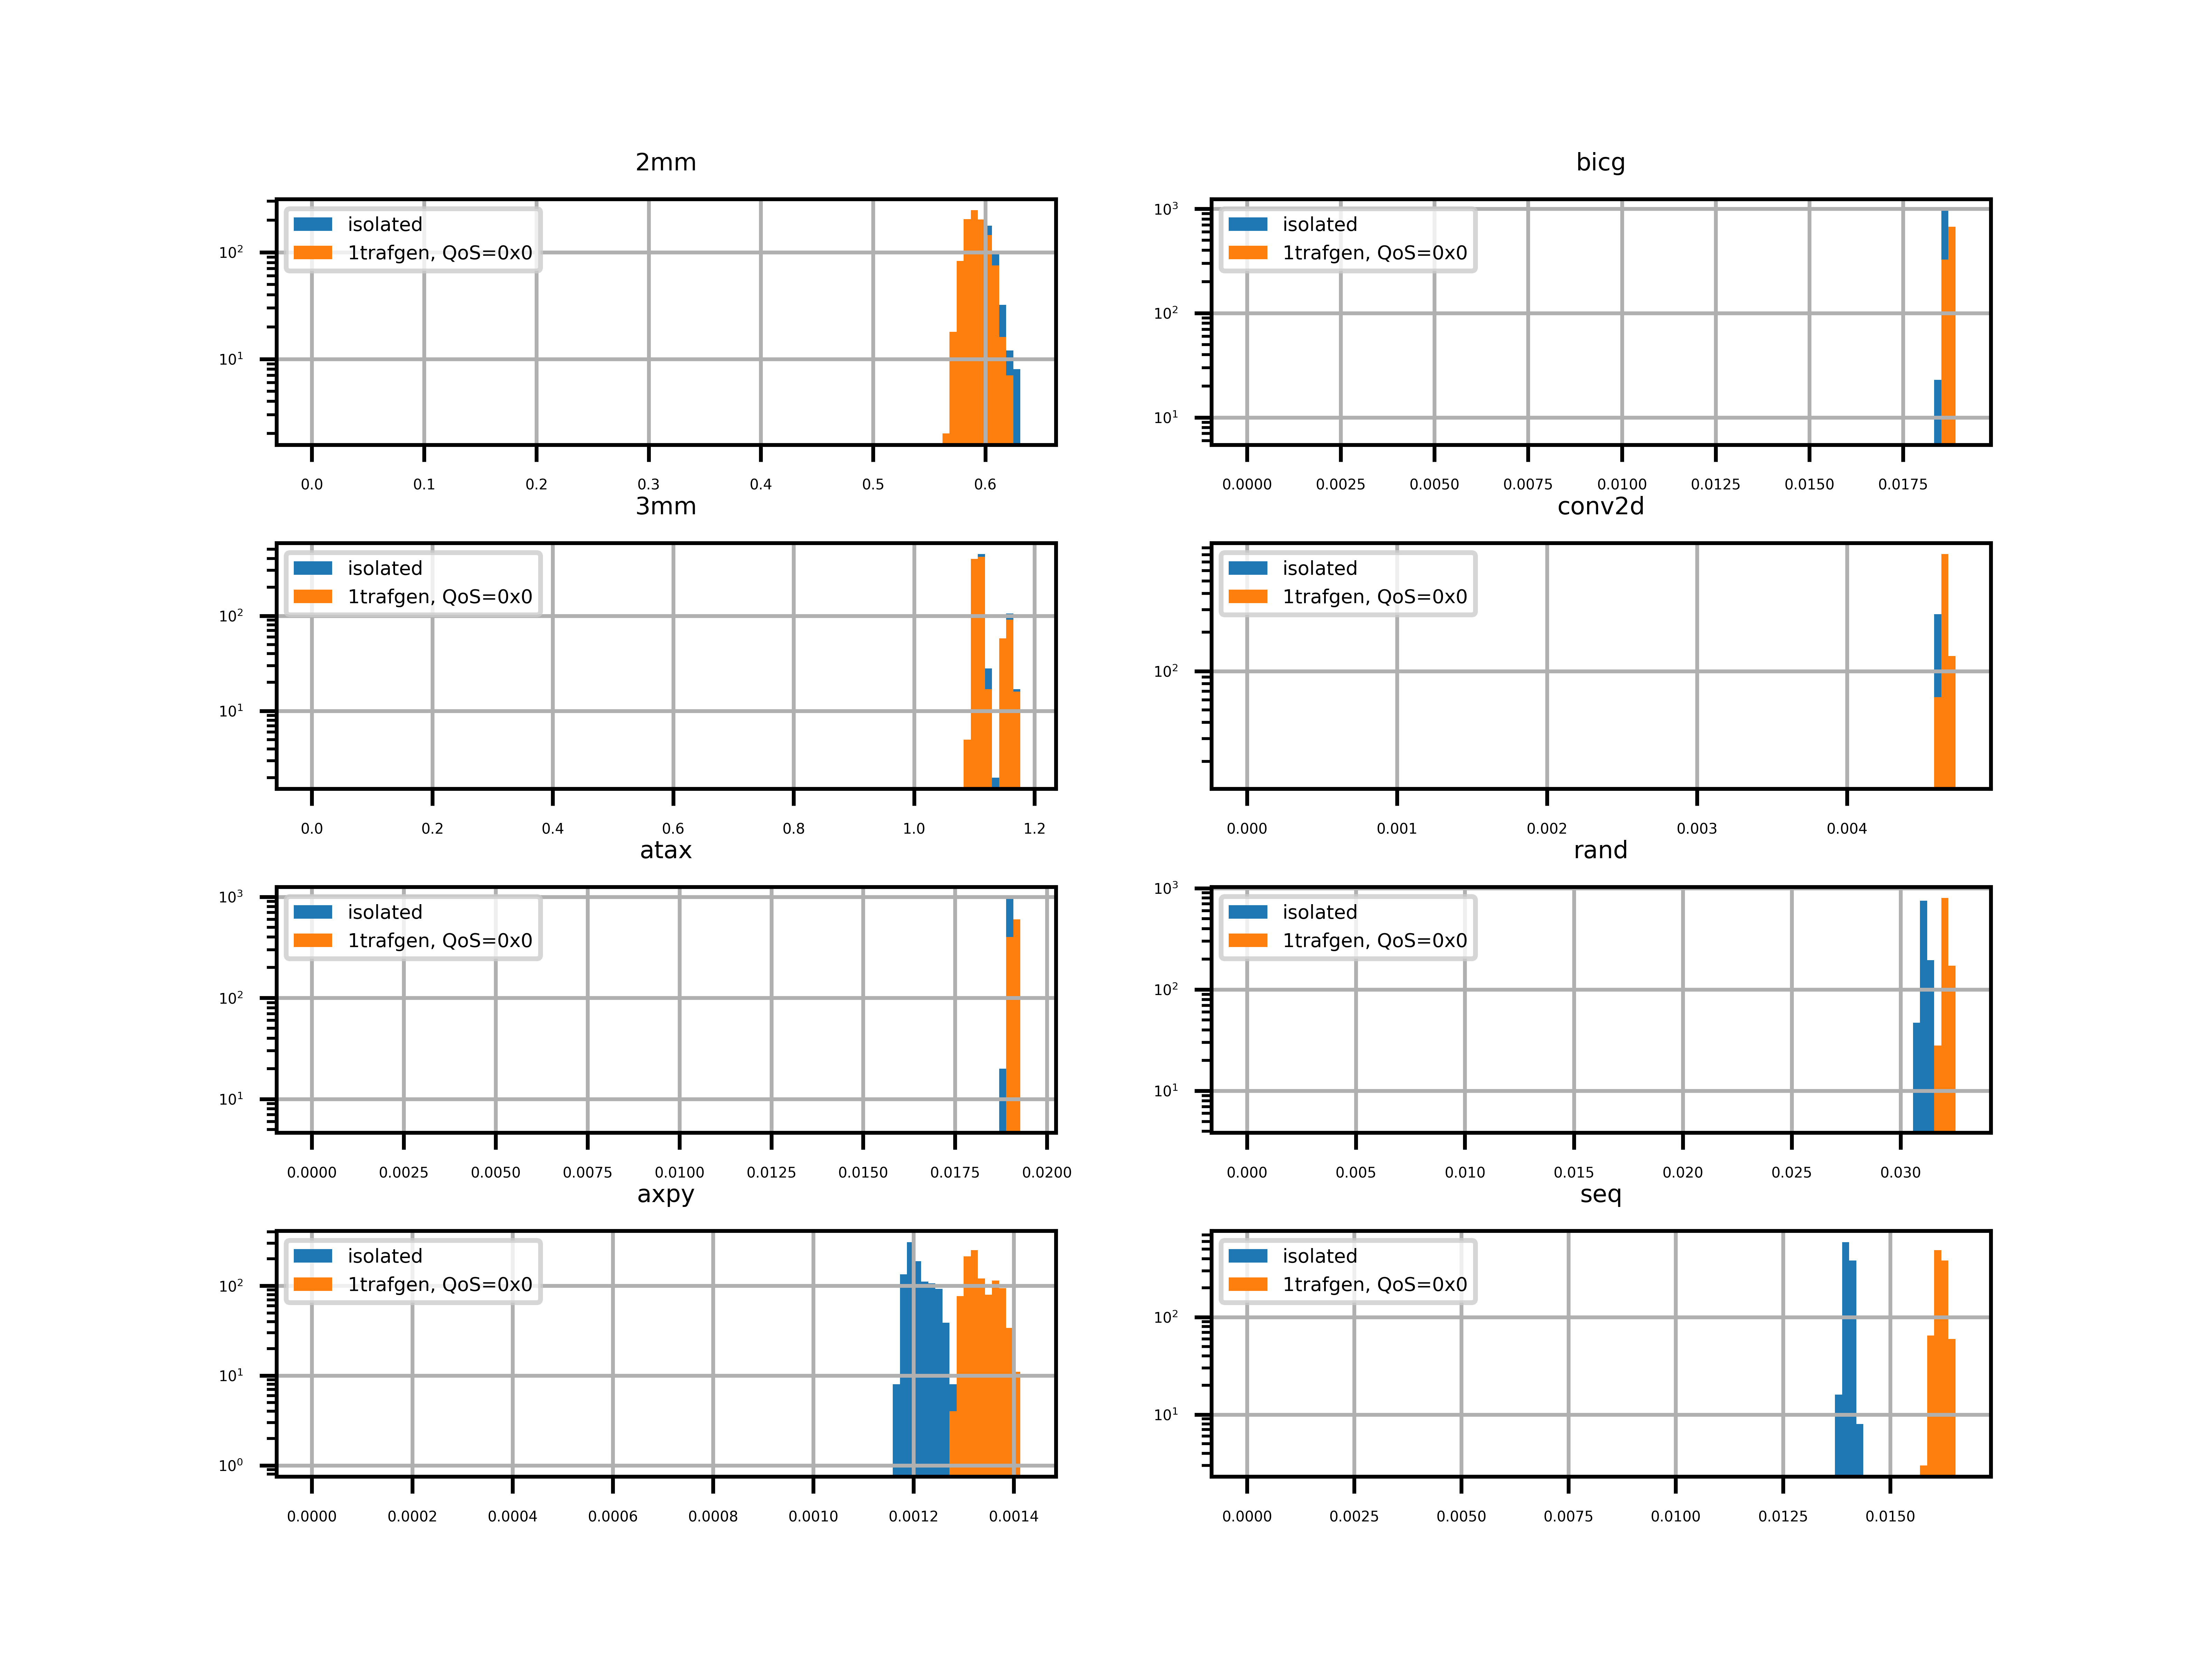 2mm
isolated
1trafgen, QoS=0x0
10²
10¹
0.0 0.1 0.2 0.3 0.4 0.5 0.6
bicg
isolated
1trafgen, QoS=0x0
10³
10²
10¹
0.0000 0.0025 0.0050 0.0075 0.0100 0.0125 0.0150 0.0175
3mm
isolated
1trafgen, QoS=0x0
10²
10¹
0.0 0.2 0.4 0.6 0.8 1.0 1.2
conv2d
isolated
1trafgen, QoS=0x0
10²
0.000 0.001 0.002 0.003 0.004
atax
isolated
1trafgen, QoS=0x0
10³
10²
10¹
0.0000 0.0025 0.0050 0.0075 0.0100 0.0125 0.0150 0.0175 0.0200
rand
isolated
1trafgen, QoS=0x0
10³
10²
10¹
0.000 0.005 0.010 0.015 0.020 0.025 0.030
axpy
isolated
1trafgen, QoS=0x0
10²
10¹
10⁰
0.0000 0.0002 0.0004 0.0006 0.0008 0.0010 0.0012 0.0014
seq
isolated
1trafgen, QoS=0x0
10²
10¹
0.0000 0.0025 0.0050 0.0075 0.0100 0.0125 0.0150